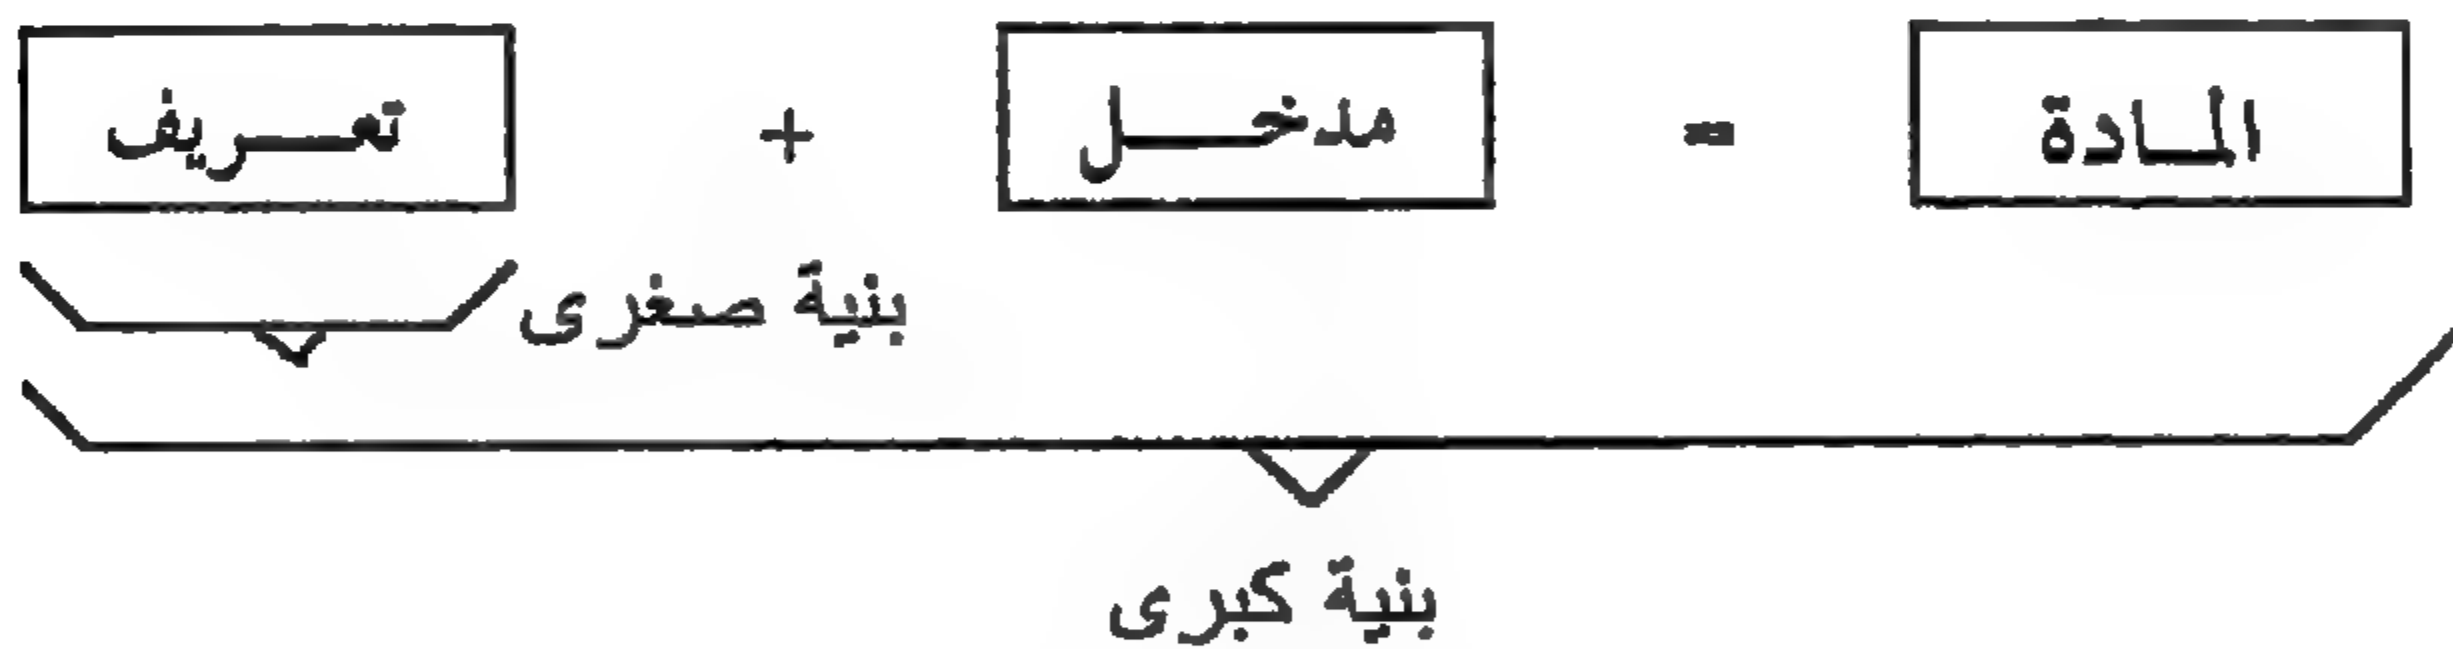 المادة = مدخل + تعريف
بنية صغرى
بنية كبرى